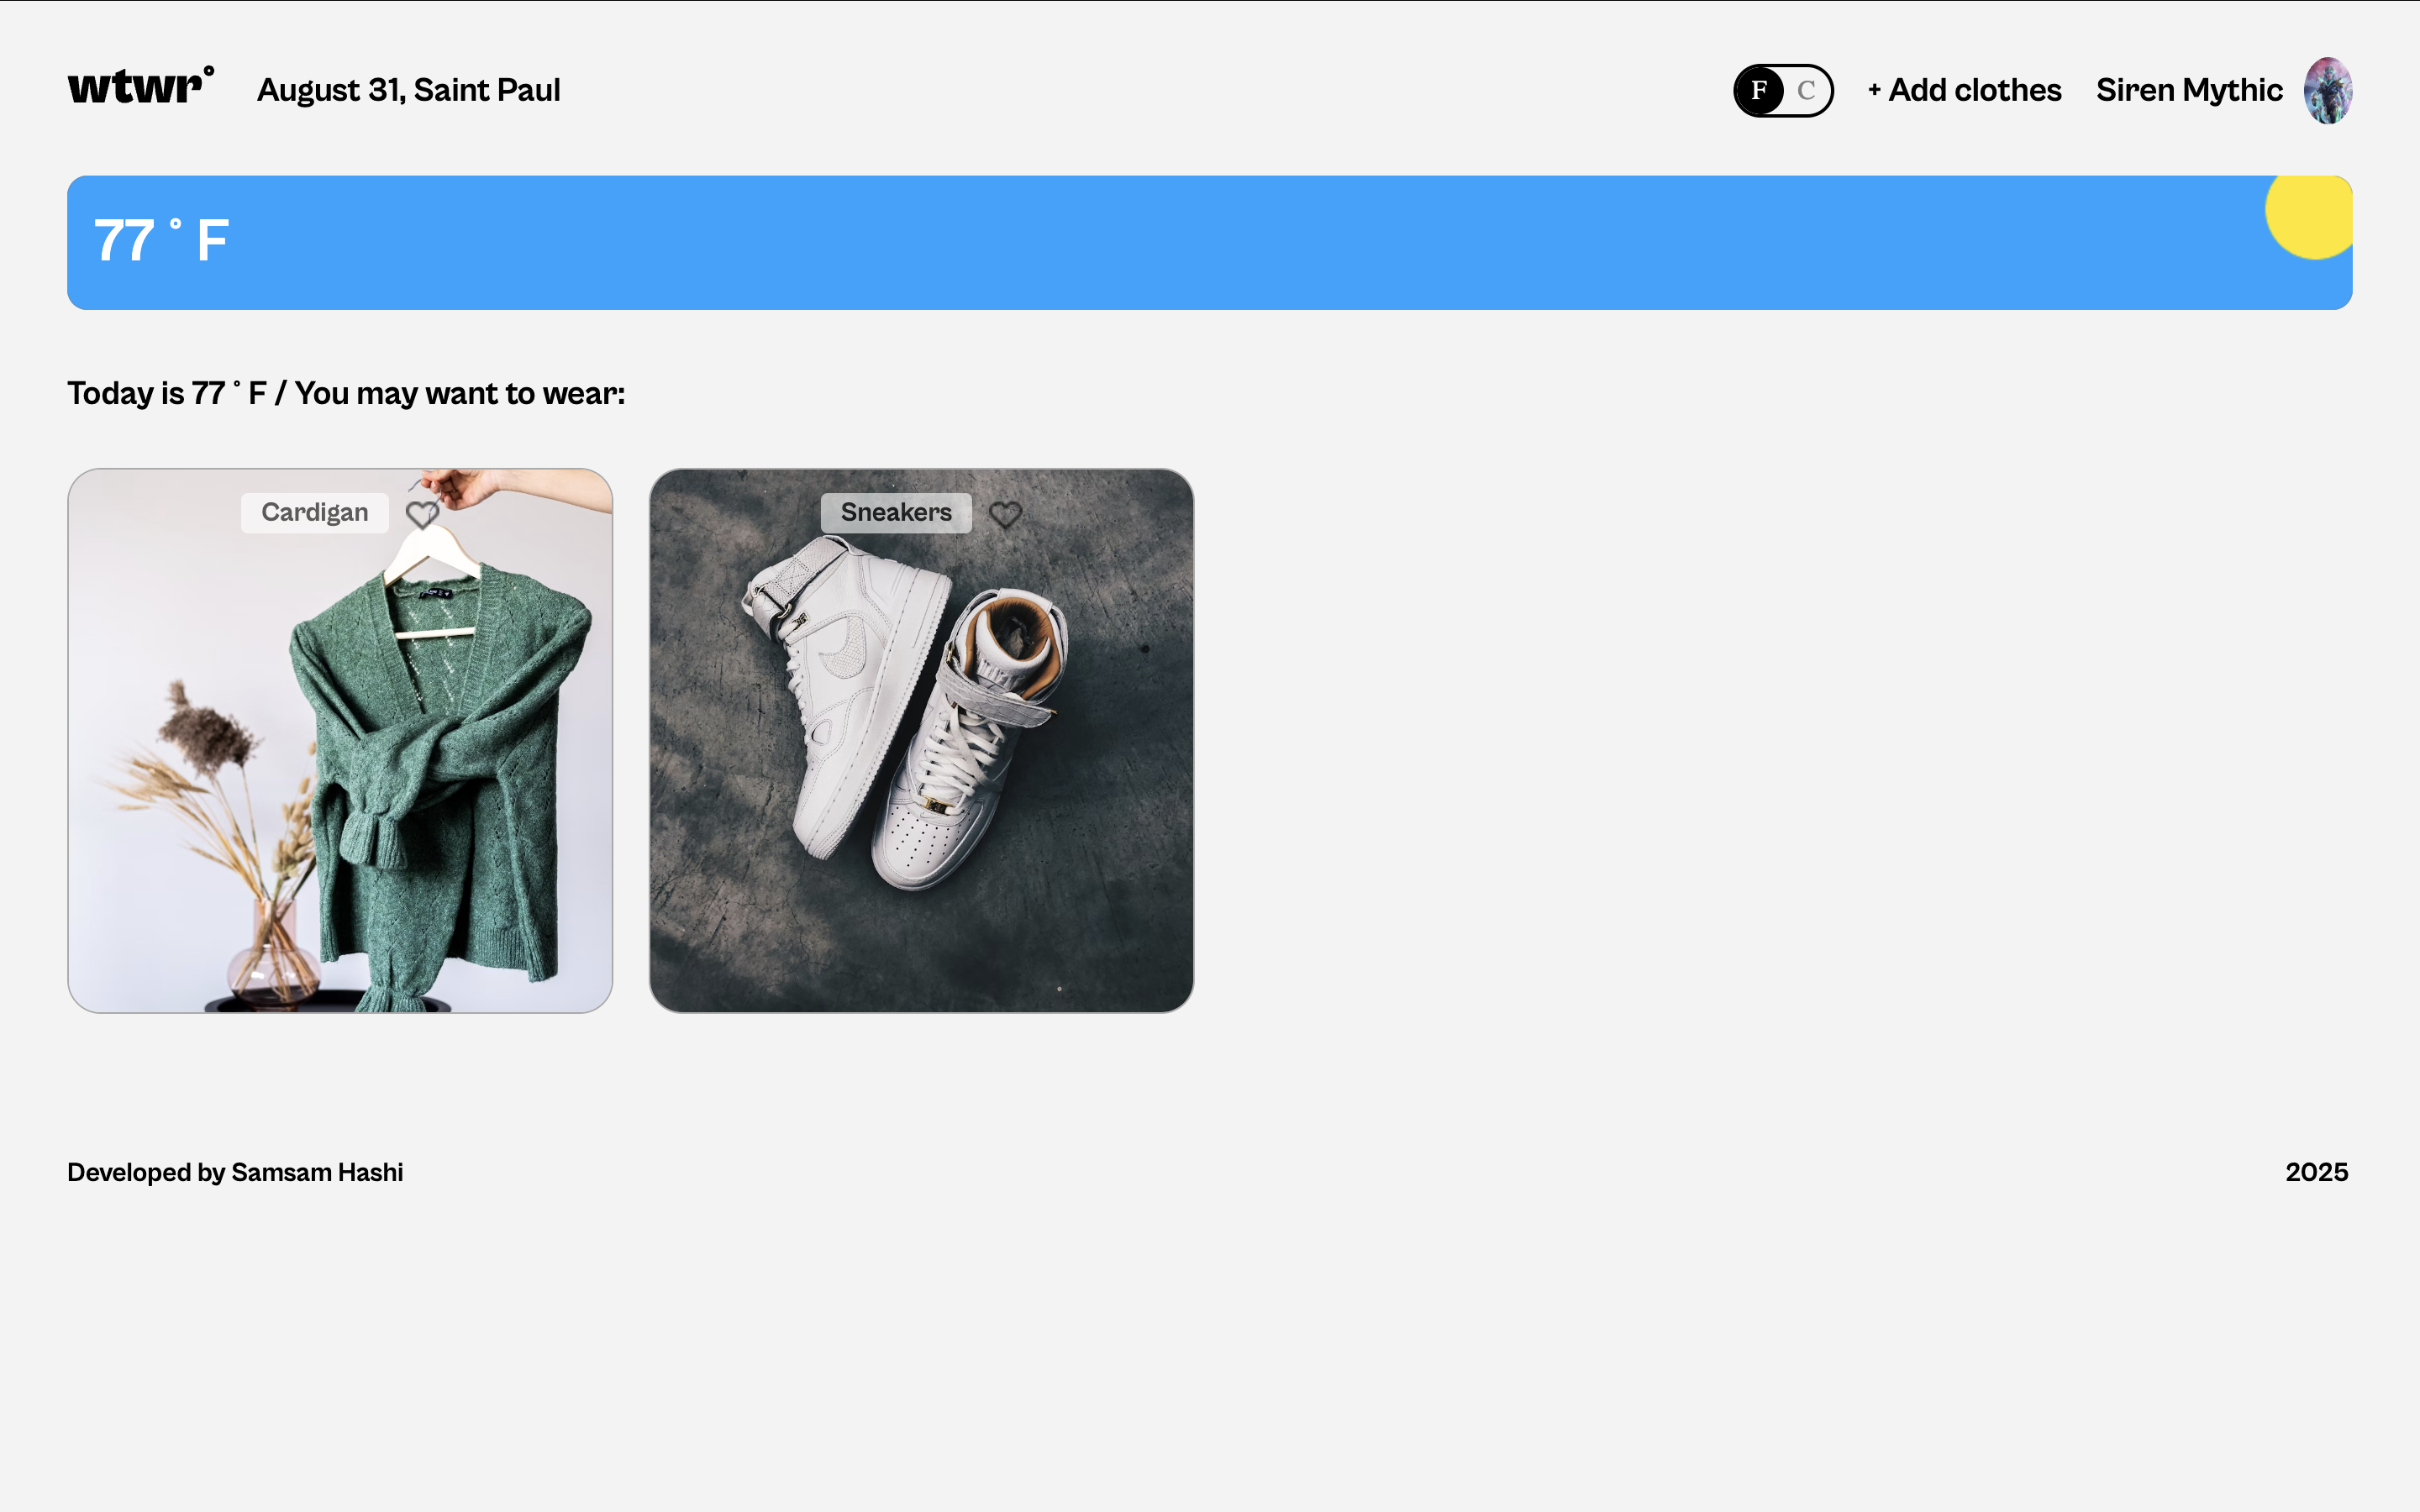 wtwr°
August 31, Saint Paul
F C
+ Add clothes
Siren Mythic
77 ° F
Today is 77 ° F / You may want to wear:
Cardigan
Sneakers
Developed by Samsam Hashi
2025